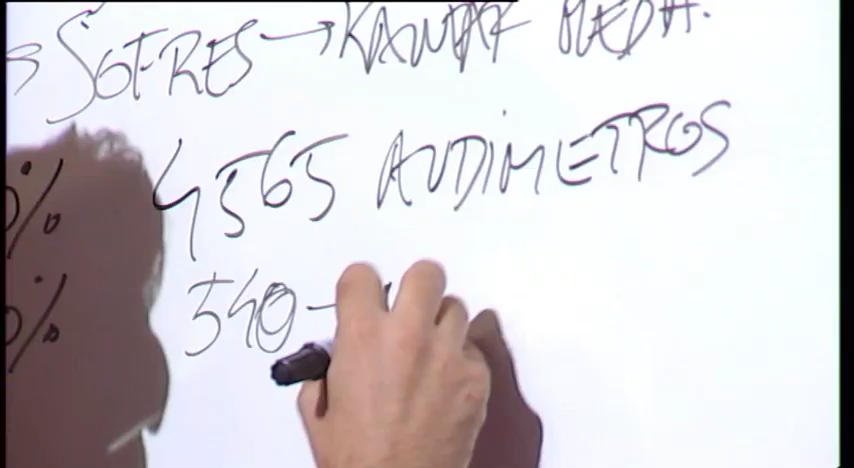 SOFRES → KANTAR MEDIA.
4565 AUDIMETROS
% 540 -
%